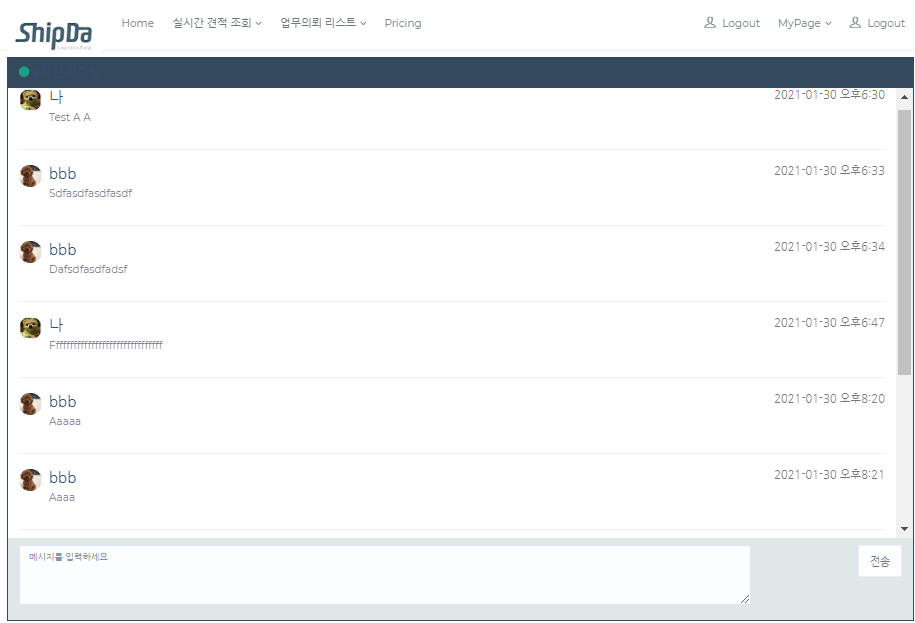 ShipDa
Logistics Easy
Home 실시간 견적 조회 업무의뢰 리스트 Pricing Logout MyPage Logout
나 2021-01-30 오후6:30
Test A A
bbb 2021-01-30 오후6:33
Sdfasdfasdfasdf
bbb 2021-01-30 오후6:34
Dafsdfasdfadsf
나 2021-01-30 오후6:47
bbb 2021-01-30 오후8:20
Aaaaa
bbb 2021-01-30 오후8:21
Aaaa
메시지를 입력하세요
전송